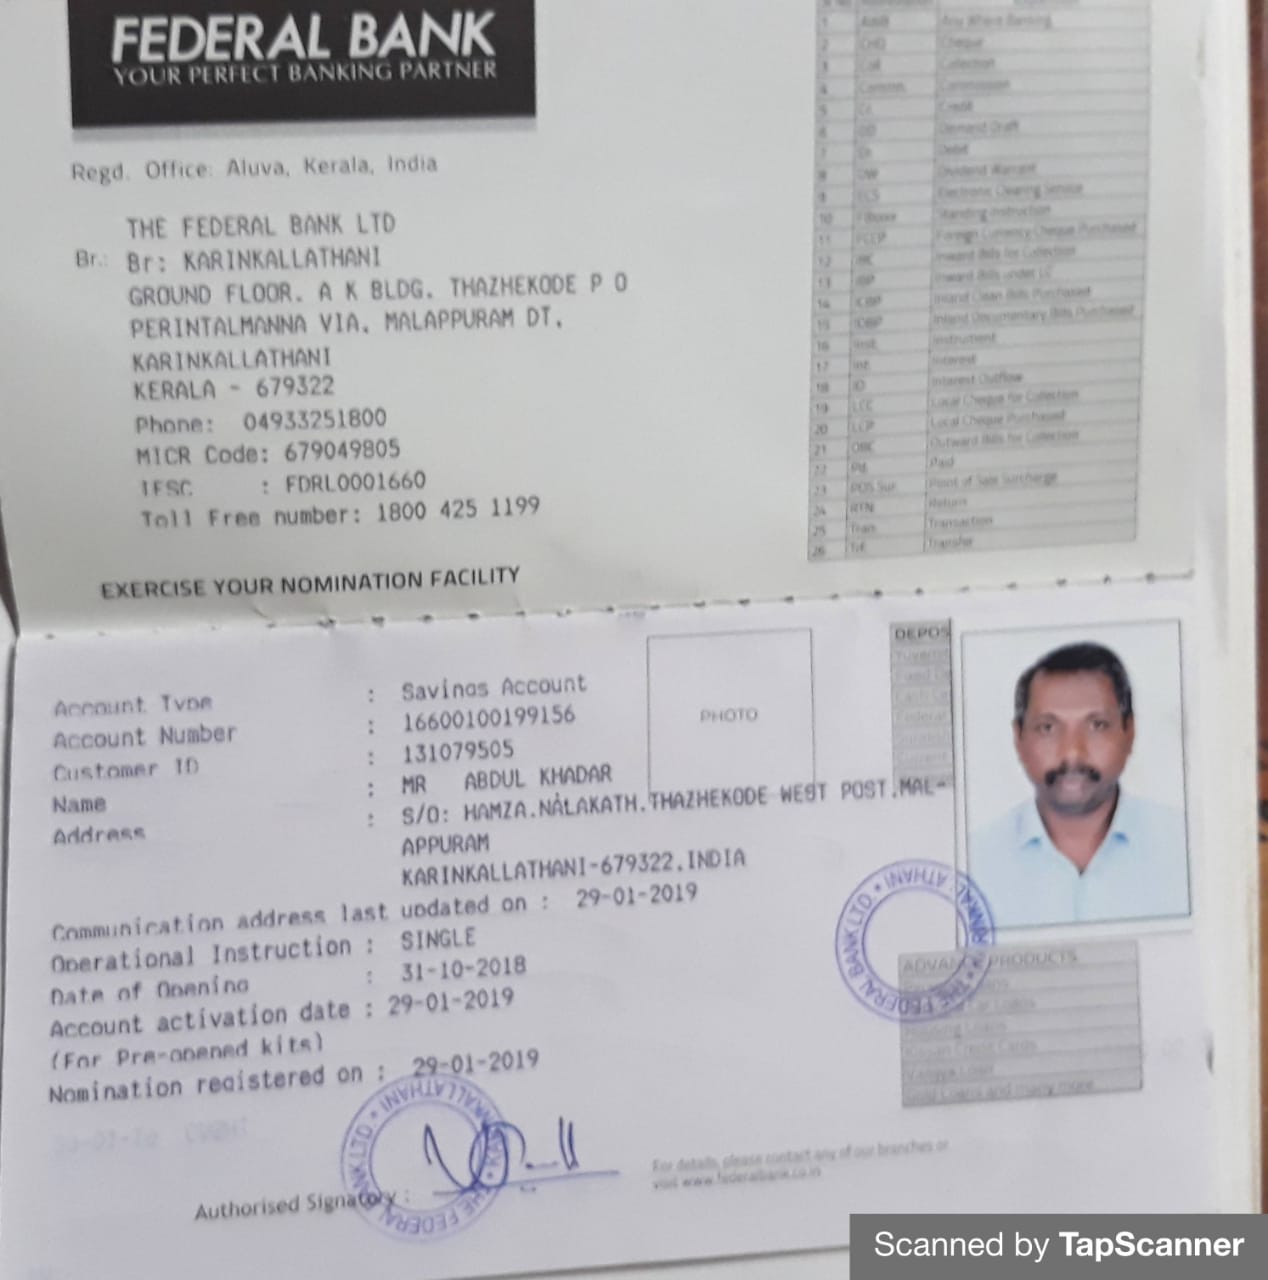 FEDERAL BANK
YOUR PERFECT BANKING PARTNER
Regd. Office: Aluva, Kerala, India
THE FEDERAL BANK LTD
Br.: Br: KARINKALLATHANI
GROUND FLOOR. A K BLDG. THAZHEKODE P O
PERINTALMANNA VIA. MALAPPURAM DT.
KARINKALLATHANI
KERALA - 679322
Phone: 04933251800
MICR Code: 679049805
IFSC : FDRL0001660
Toll Free number: 1800 425 1199
EXERCISE YOUR NOMINATION FACILITY
1 Any Where Banking
2 CHQ Cheque
3 Col Collection
4 Commn. Commission
5 Cr. Credit
6 DD Demand Draft
7 Dr. Debit
8 DW Dividend Warrant
9 ECS Electronic Clearing Service
10 Standing Instruction
11 FCCP Foreign Currency Cheque Purchased
12 IBC Inward Bills for Collection
13 IBP Inward Bills under LC
14 ICBP Inland Clean Bills Purchased
15 IDBP Inland Documentary Bills Purchased
16 Inst. Instrument
17 Int. Interest
18 IO Interest Outflow
19 LCC Local Cheque for Collection
20 LCP Local Cheque Purchased
21 OBC Outward Bills for Collection
22 Pd. Paid
23 POS Sur Point of Sale Surcharge
24 RTN Return
25 Tran. Transaction
26 Trf. Transfer
Account Type : Savings Account
Account Number : 16600100199156
Customer ID : 131079505
Name : MR ABDUL KHADAR
Address : S/O: HAMZA.NALAKATH.THAZHEKODE WEST POST.MAL-
APPURAM
KARINKALLATHANI-679322.INDIA
Communication address last updated on : 29-01-2019
Operational Instruction : SINGLE
Date of Opening : 31-10-2018
Account activation date : 29-01-2019
(For Pre-opened kits)
Nomination registered on : 29-01-2019
PHOTO
DEPOS
ADVAN PRODUCTS
Gold Loans and many more
THE FEDERAL BANK LTD.
Authorised Signatory :
THE FEDERAL BANK LTD. KARINKALLATHANI
For details, please contact any of our branches or
visit www.federalbank.co.in
Scanned by TapScanner